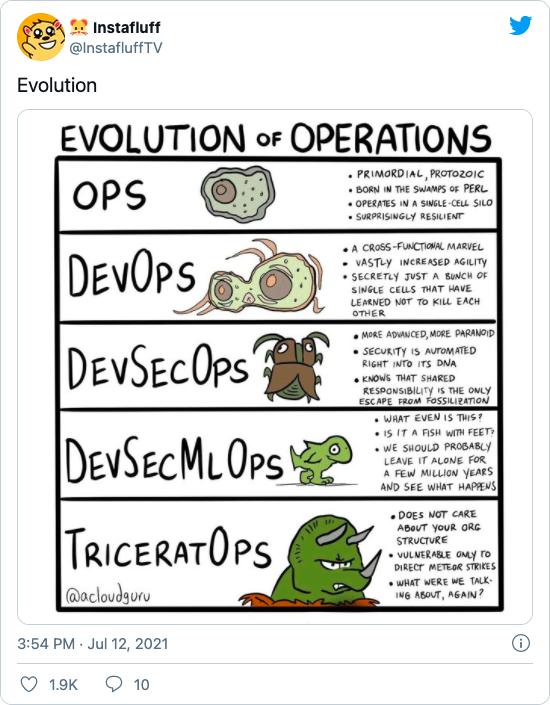 Instafluff
@InstafluffTV
Evolution
EVOLUTION OF OPERATIONS
OPS
• PRIMORDIAL, PROTOZOIC
• BORN IN THE SWAMPS OF PERL
• OPERATES IN A SINGLE-CELL SILO
• SURPRISINGLY RESILIENT
DEVOPS
• A CROSS-FUNCTIONAL MARVEL
• VASTLY INCREASED AGILITY
• SECRETLY JUST A BUNCH OF
SINGLE CELLS THAT HAVE
LEARNED NOT TO KILL EACH
OTHER
DEVSECOPS
• MORE ADVANCED, MORE PARANOID
• SECURITY IS AUTOMATED
RIGHT INTO ITS DNA
• KNOWS THAT SHARED
RESPONSIBILITY IS THE ONLY
ESCAPE FROM FOSSILIZATION
DEVSECMLOPS
• WHAT EVEN IS THIS?
• IS IT A FISH WITH FEET?
• WE SHOULD PROBABLY
LEAVE IT ALONE FOR
A FEW MILLION YEARS
AND SEE WHAT HAPPENS
TRICERATOPS
• DOES NOT CARE
ABOUT YOUR ORG
STRUCTURE
• VULNERABLE ONLY TO
DIRECT METEOR STRIKES
• WHAT WERE WE TALK-
ING ABOUT, AGAIN?
@acloudguru
3:54 PM · Jul 12, 2021
1.9K 10